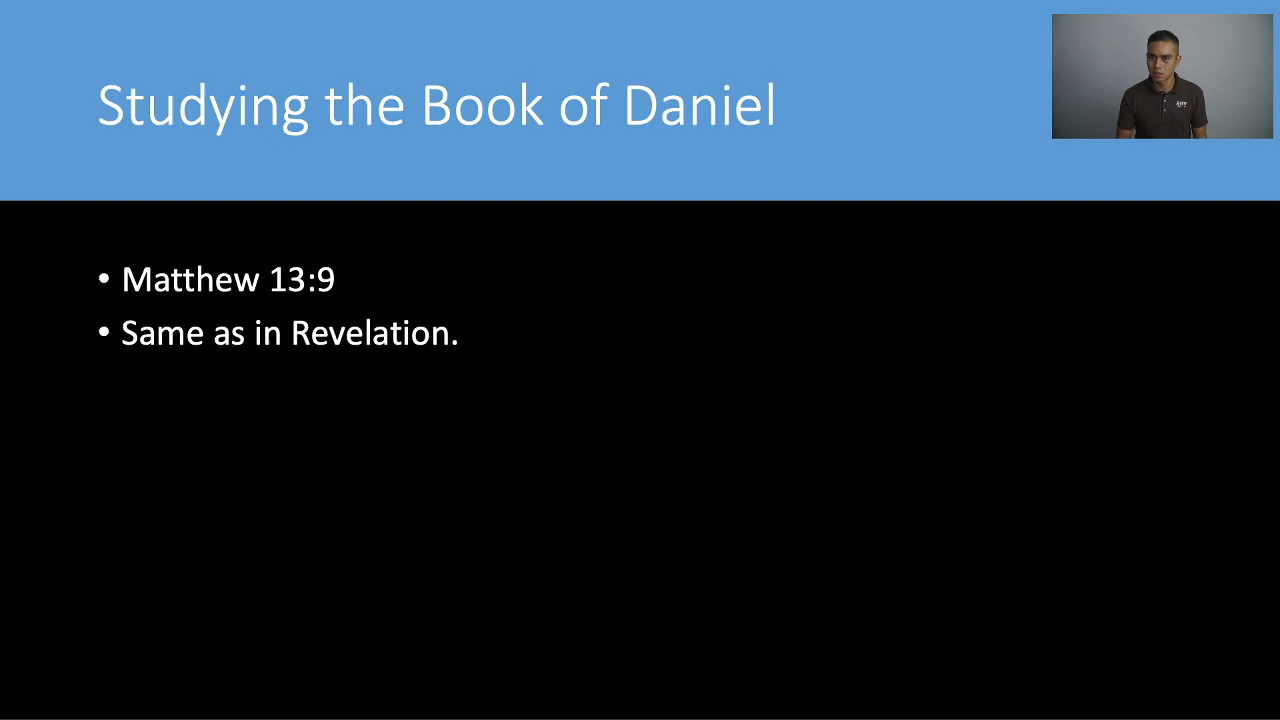 Studying the Book of Daniel
• Matthew 13:9
• Same as in Revelation.